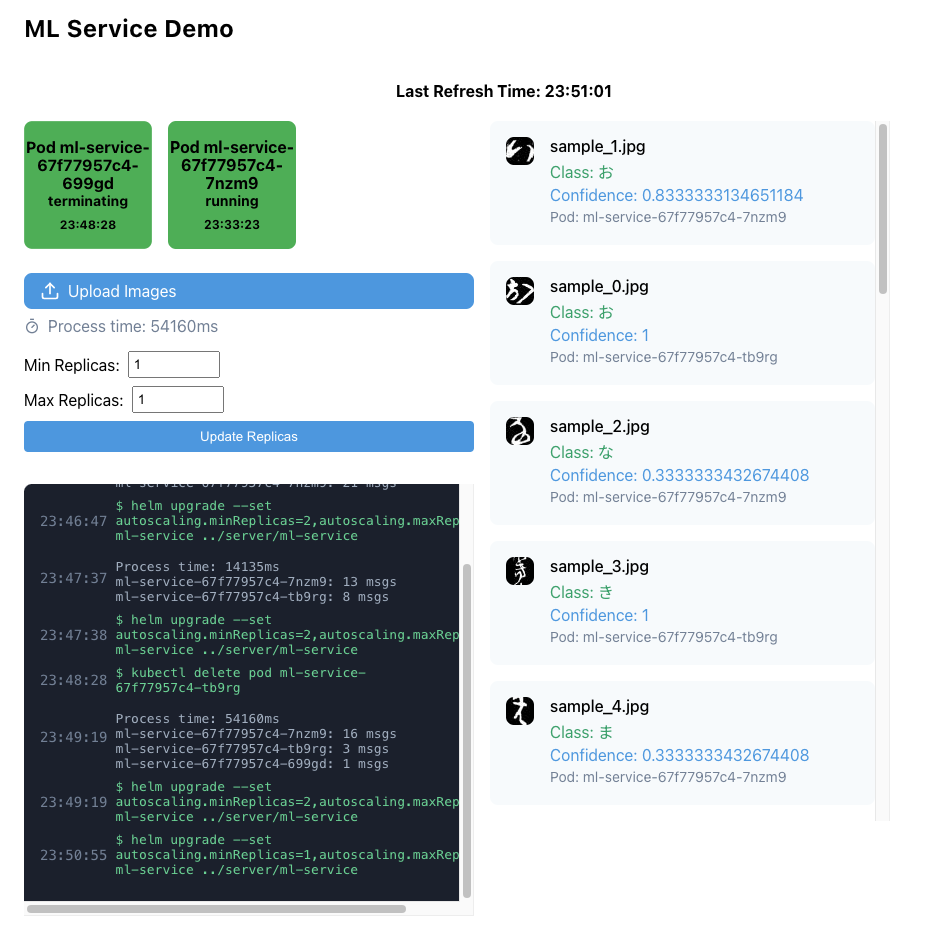 ML Service Demo
Last Refresh Time: 23:51:01
Pod ml-service-
67f77957c4-
699gd
terminating
23:48:28
Pod ml-service-
67f77957c4-
7nzm9
running
23:33:23
Upload Images
Process time: 54160ms
Min Replicas: 1
Max Replicas: 1
Update Replicas
ml-service-67f77957c4-7nzm9: 21 msgs
23:46:47
$ helm upgrade --set
autoscaling.minReplicas=2,autoscaling.maxRep
ml-service ../server/ml-service
23:47:37
Process time: 14135ms
ml-service-67f77957c4-7nzm9: 13 msgs
ml-service-67f77957c4-tb9rg: 8 msgs
23:47:38
$ helm upgrade --set
autoscaling.minReplicas=2,autoscaling.maxRep
ml-service ../server/ml-service
23:48:28
$ kubectl delete pod ml-service-
67f77957c4-tb9rg
23:49:19
Process time: 54160ms
ml-service-67f77957c4-7nzm9: 16 msgs
ml-service-67f77957c4-tb9rg: 3 msgs
ml-service-67f77957c4-699gd: 1 msgs
23:49:19
$ helm upgrade --set
autoscaling.minReplicas=2,autoscaling.maxRep
ml-service ../server/ml-service
23:50:55
$ helm upgrade --set
autoscaling.minReplicas=1,autoscaling.maxRep
ml-service ../server/ml-service
sample_1.jpg
Class: お
Confidence: 0.8333333134651184
Pod: ml-service-67f77957c4-7nzm9
sample_0.jpg
Class: お
Confidence: 1
Pod: ml-service-67f77957c4-tb9rg
sample_2.jpg
Class: な
Confidence: 0.3333333432674408
Pod: ml-service-67f77957c4-7nzm9
sample_3.jpg
Class: き
Confidence: 1
Pod: ml-service-67f77957c4-tb9rg
sample_4.jpg
Class: ま
Confidence: 0.3333333432674408
Pod: ml-service-67f77957c4-7nzm9